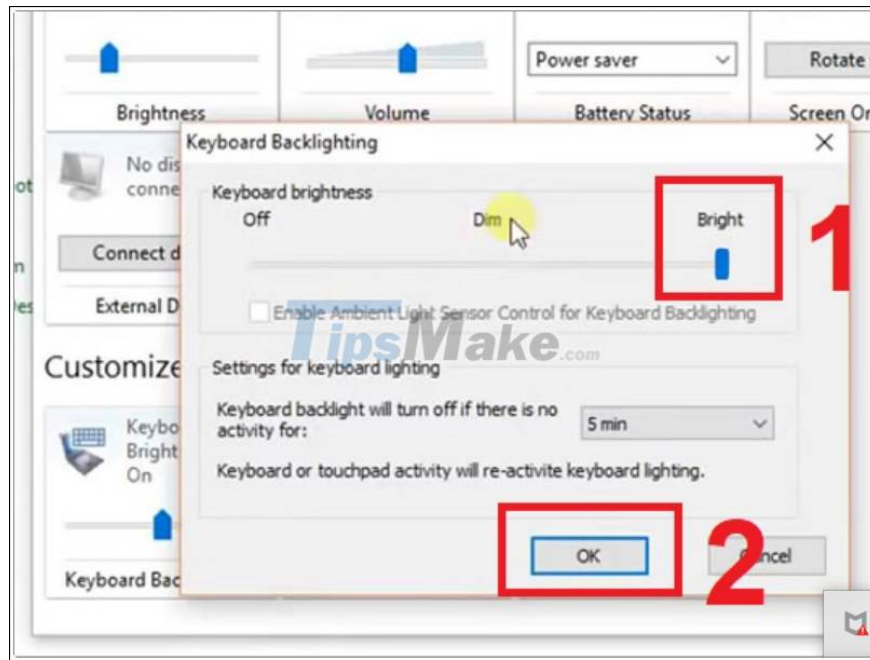 Power saver
Rotate
Brightness
Volume
Battery Status
Screen Or
Keyboard Backlighting
No dis
conne
ot
Keyboard brightness
Off
Dim
Bright
1
Connect d
External D
Enable Ambient Light Sensor Control for Keyboard Backlighting
TipsMake.com
Customize
Settings for keyboard lighting
Keyboard backlight will turn off if there is no
activity for:
5 min
Keybo
Bright
On
Keyboard or touchpad activity will re-activite keyboard lighting.
OK
2
ncel
Keyboard Bac